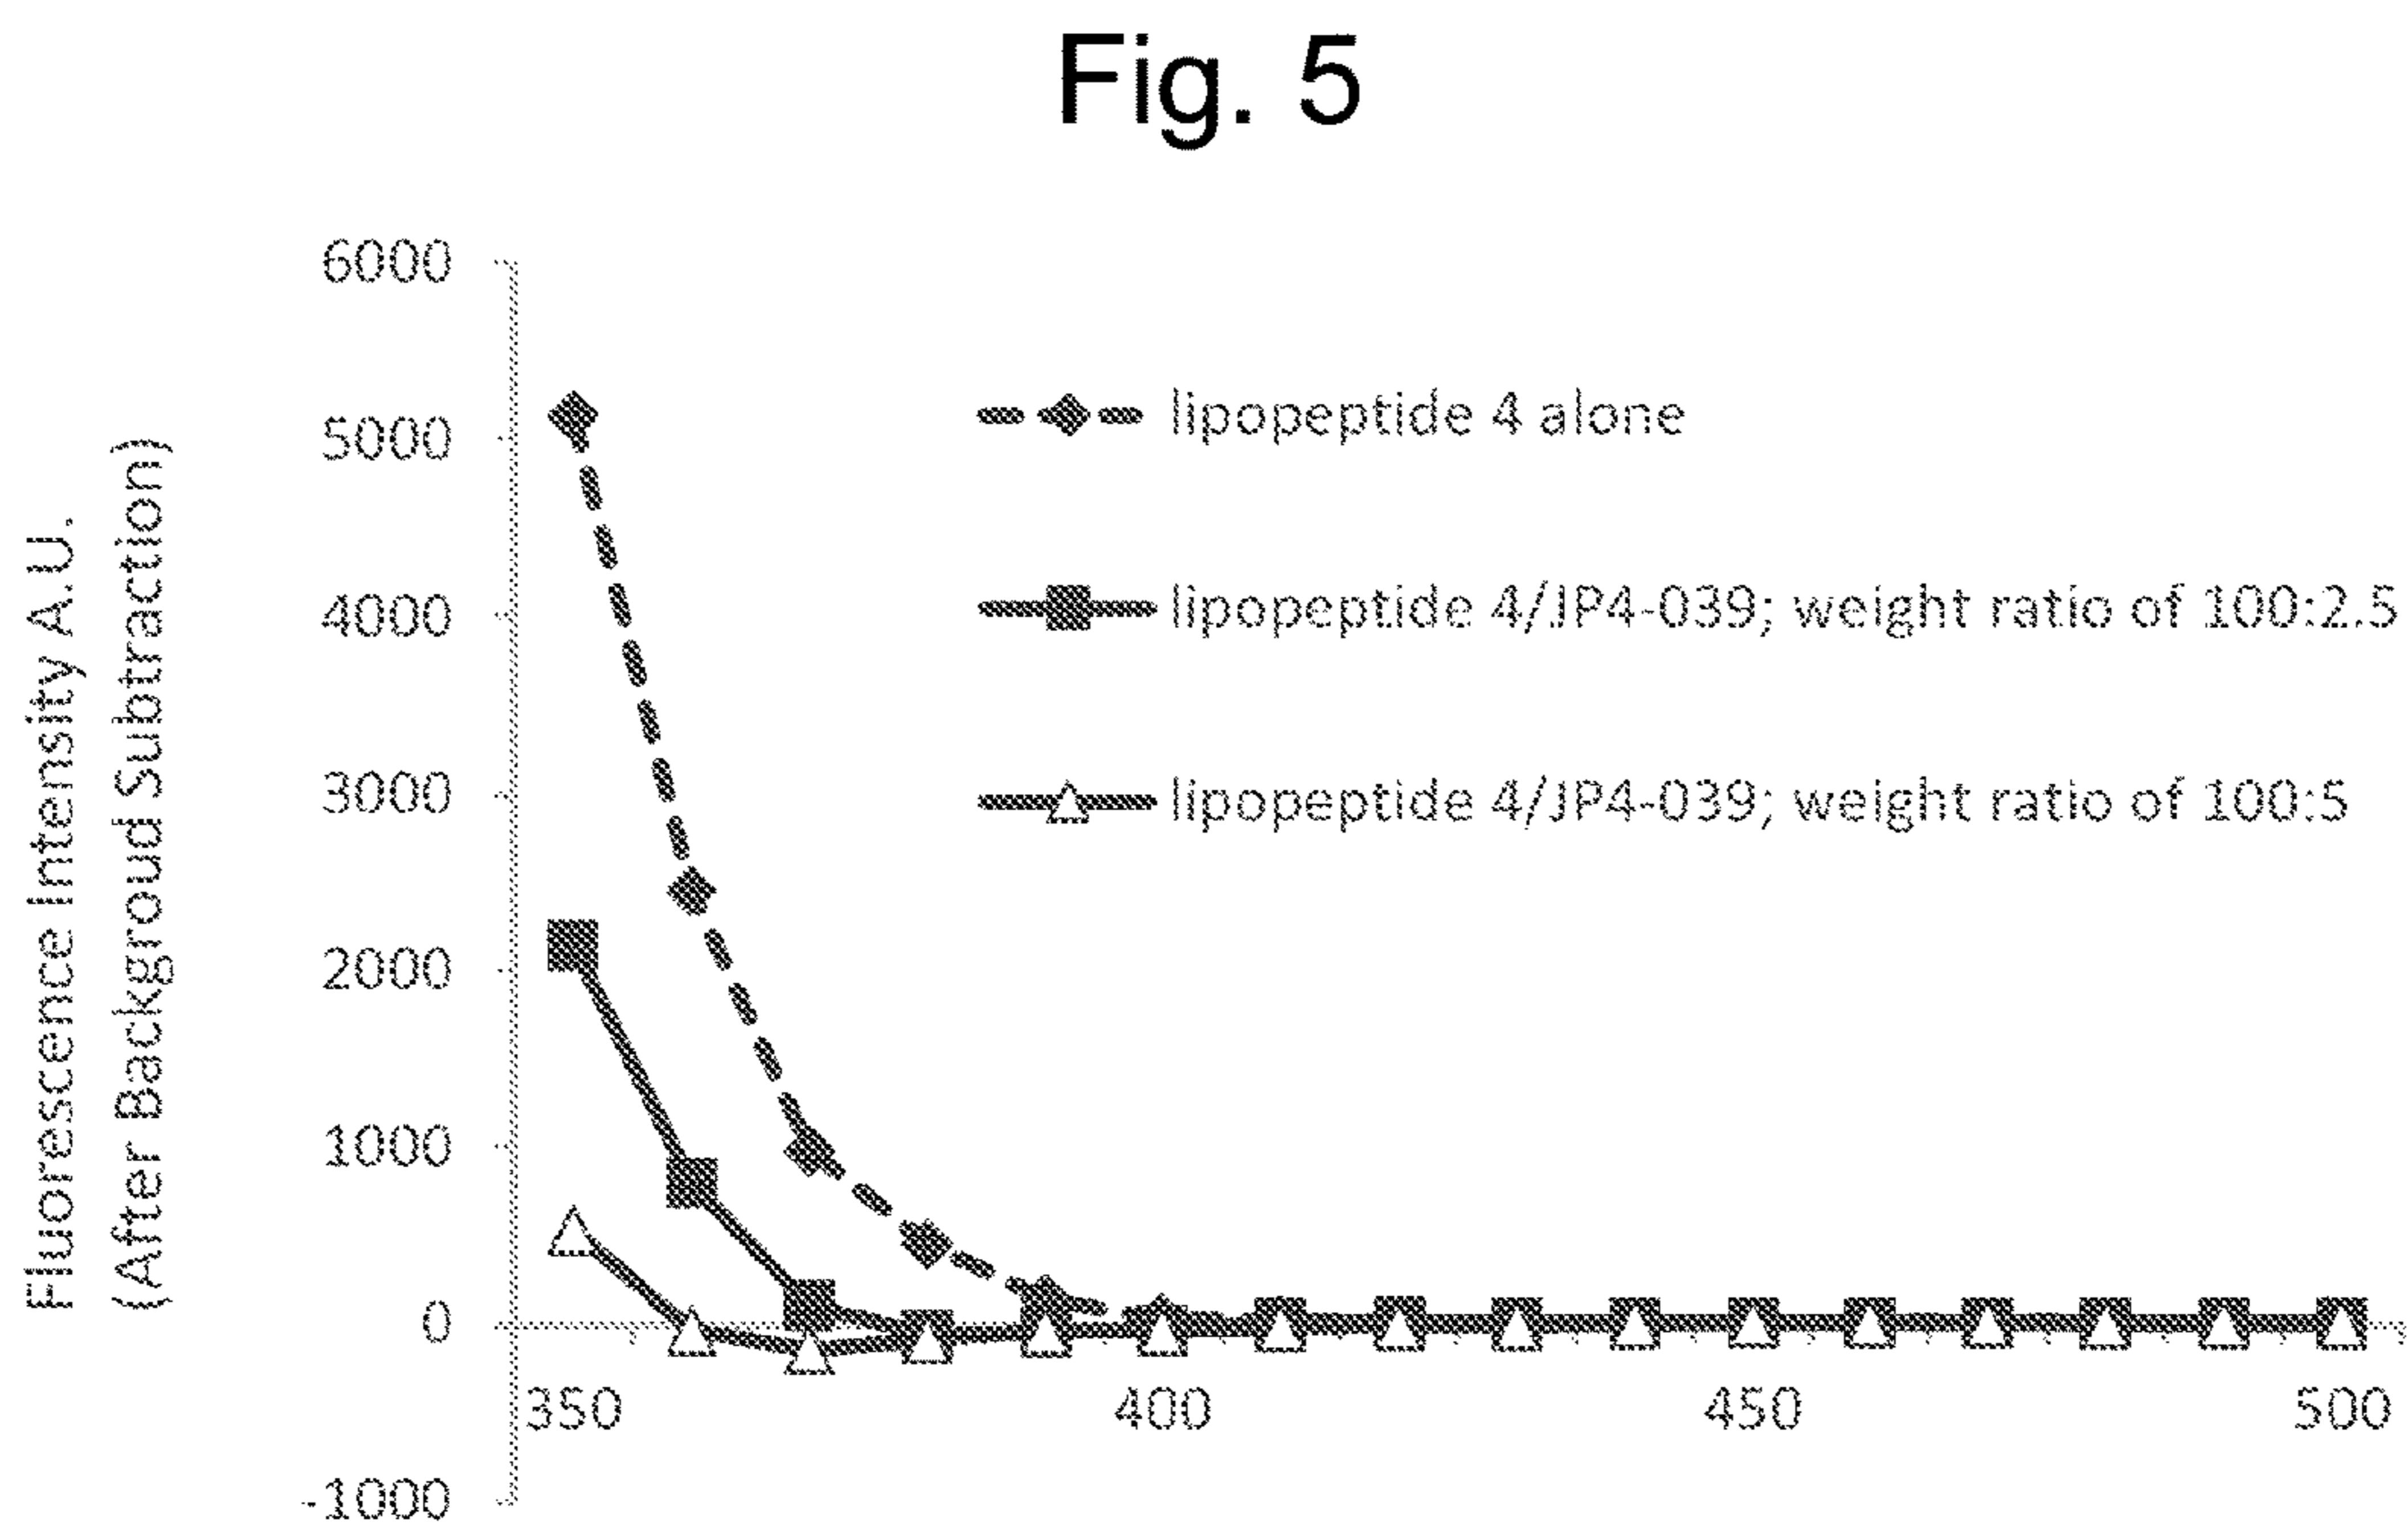 Fig. 5
Fluorescence Intensity A.U.
(After Backgroud Subtraction)
6000
5000
4000
3000
2000
1000
0
-1000
lipopeptide 4 alone
lipopeptide 4/JP4-039; weight ratio of 100:2.5
lipopeptide 4/JP4-039; weight ratio of 100:5
350
400
450
500